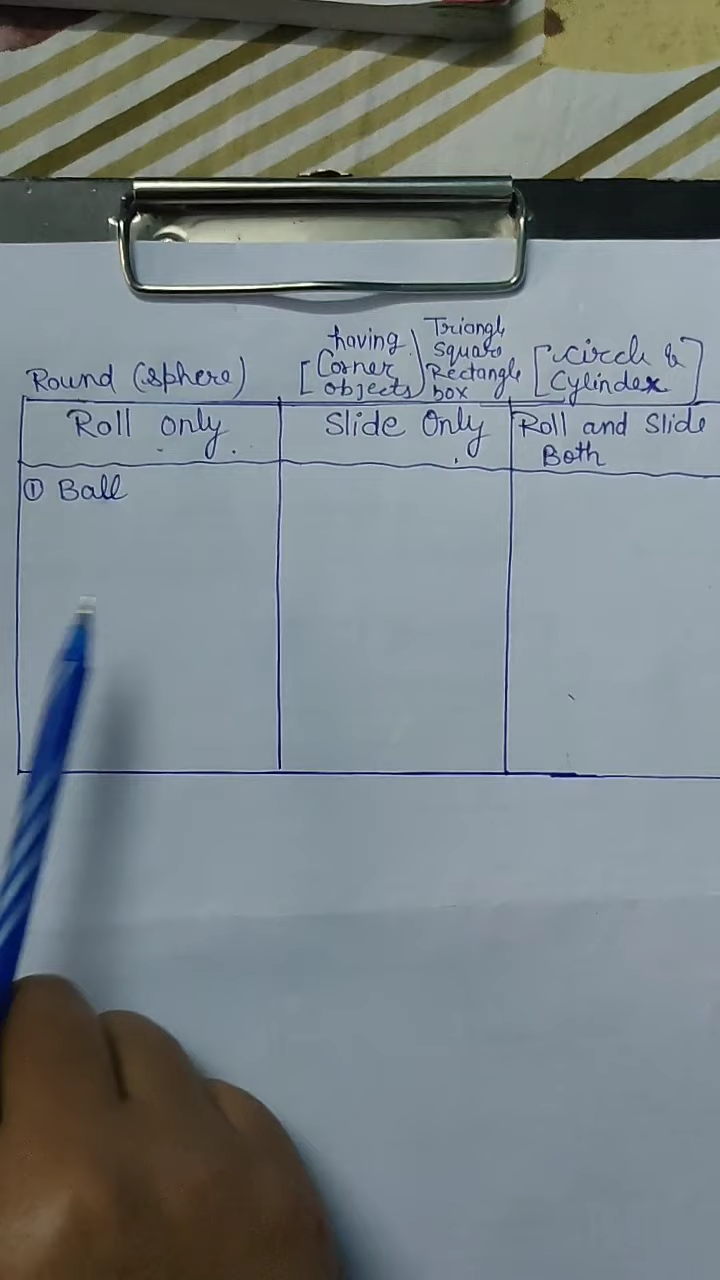 Round (sphere)
[ having Corner objects
Triangle
Square
Rectangle
box
[ circle &
Cylinder ]
Roll only.
Slide Only
Roll and Slide
Both
① Ball